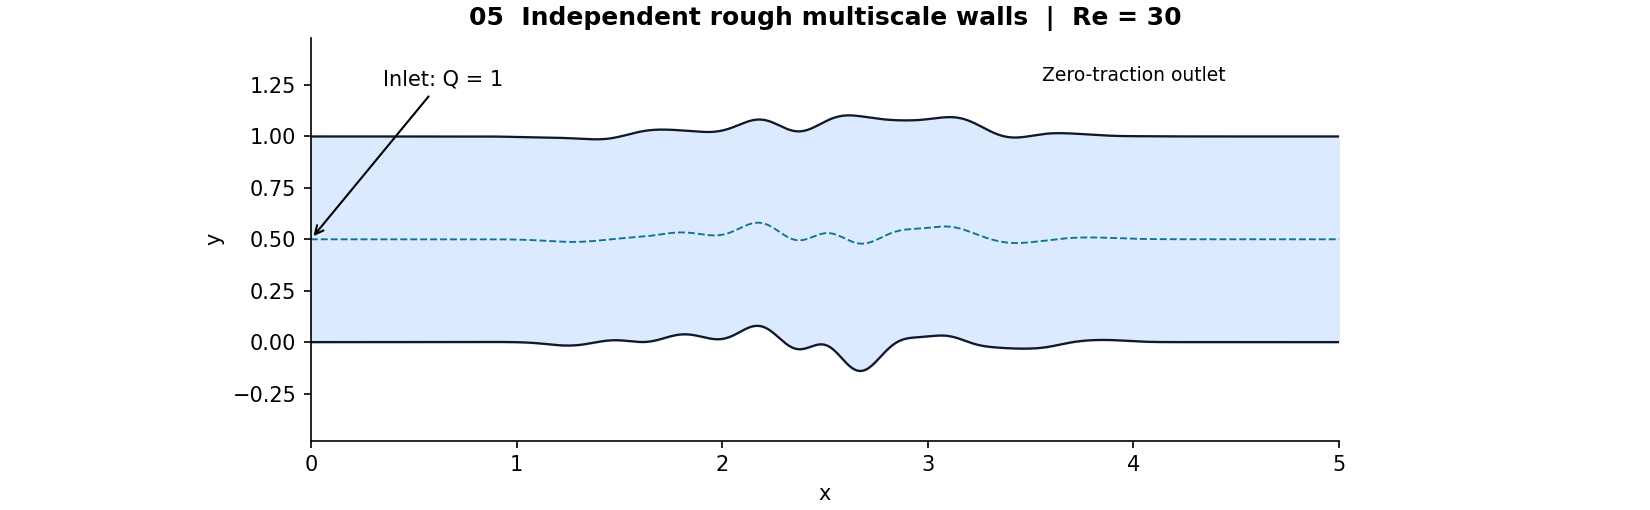 05  Independent rough multiscale walls  |  Re = 30
Inlet: Q = 1
Zero-traction outlet
1.25
1.00
0.75
0.50
0.25
0.00
−0.25
y
0 1 2 3 4 5
x